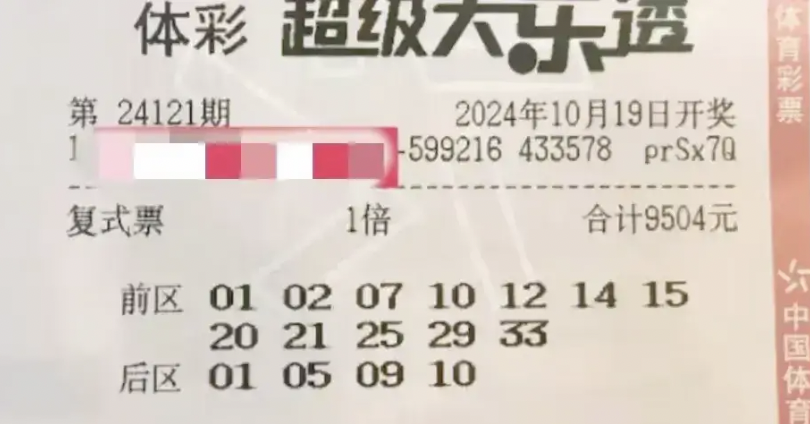 体彩 超级大乐透
第 24121期 2024年10月19日开奖
1 -599216 433578 prSx7Q
复式票 1倍 合计9504元
前区 01 02 07 10 12 14 15
20 21 25 29 33
后区 01 05 09 10
体育彩票
中国体育